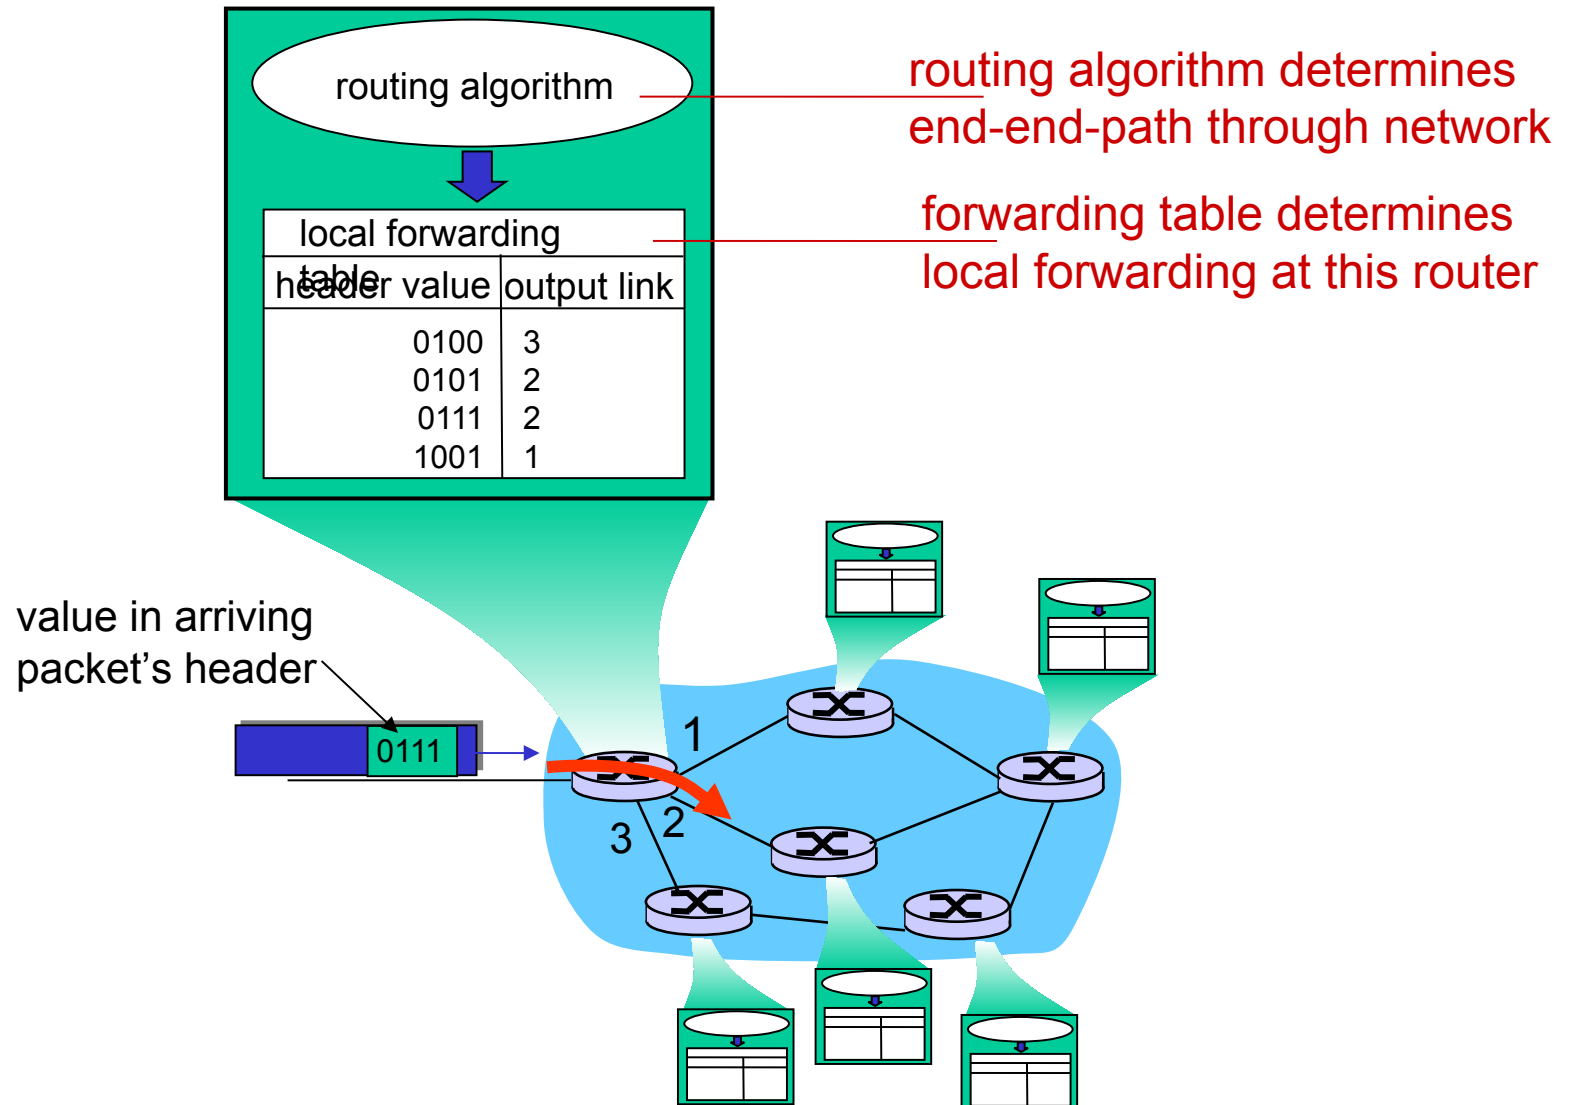 routing algorithm
routing algorithm determines
end-end-path through network
local forwarding
table
forwarding table determines
local forwarding at this router
header value output link
0100 3
0101 2
0111 2
1001 1
value in arriving
packet's header
0111
1
2
3